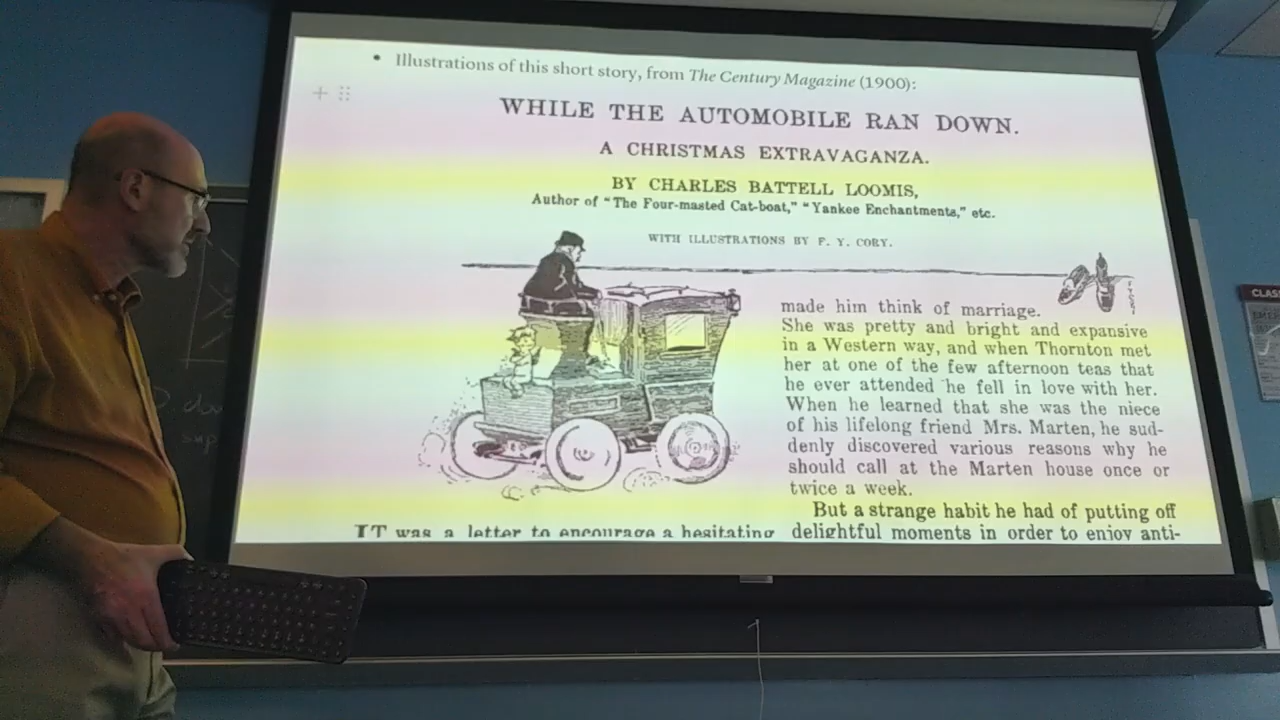 • Illustrations of this short story, from The Century Magazine (1900):
WHILE THE AUTOMOBILE RAN DOWN.
A CHRISTMAS EXTRAVAGANZA.
BY CHARLES BATTELL LOOMIS,
Author of "The Four-masted Cat-boat," "Yankee Enchantments," etc.
WITH ILLUSTRATIONS BY F. Y. CORY.
IT was a letter to encourage a hesitating
made him think of marriage.
She was pretty and bright and expansive
in a Western way, and when Thornton met
her at one of the few afternoon teas that
he ever attended he fell in love with her.
When he learned that she was the niece
of his lifelong friend Mrs. Marten, he sud-
denly discovered various reasons why he
should call at the Marten house once or
twice a week.
But a strange habit he had of putting off
delightful moments in order to enjoy anti-
CLASS